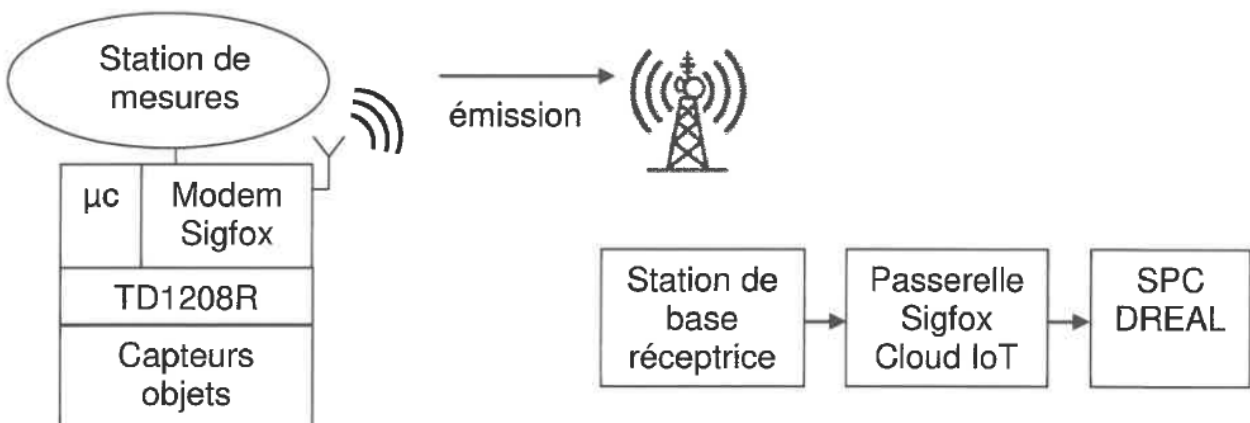 Station de
mesures
émission
µc
Modem
Sigfox
TD1208R
Capteurs
objets
Station de
base
réceptrice
Passerelle
Sigfox
Cloud IoT
SPC
DREAL